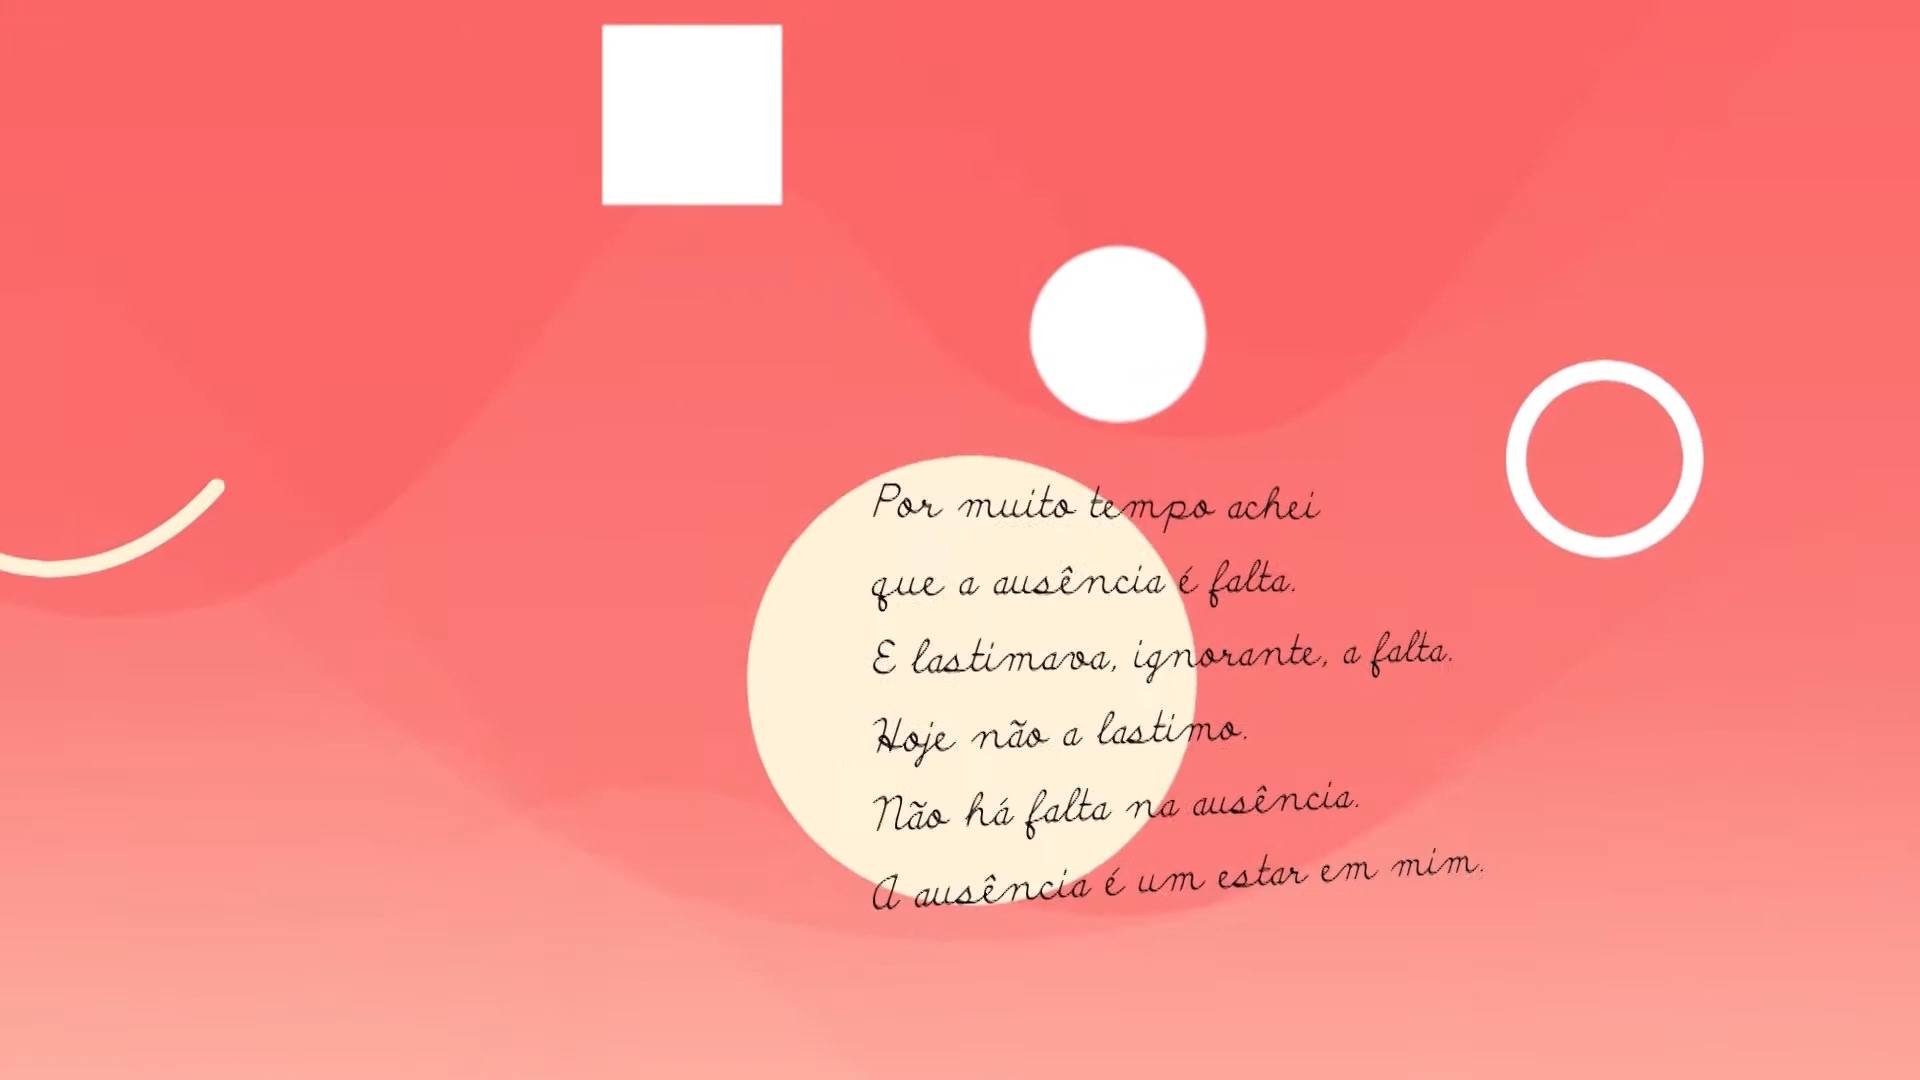 Por muito tempo achei
que a ausência é falta.
E lastimava, ignorante, a falta.
Hoje não a lastimo.
Não há falta na ausência.
A ausência é um estar em mim.